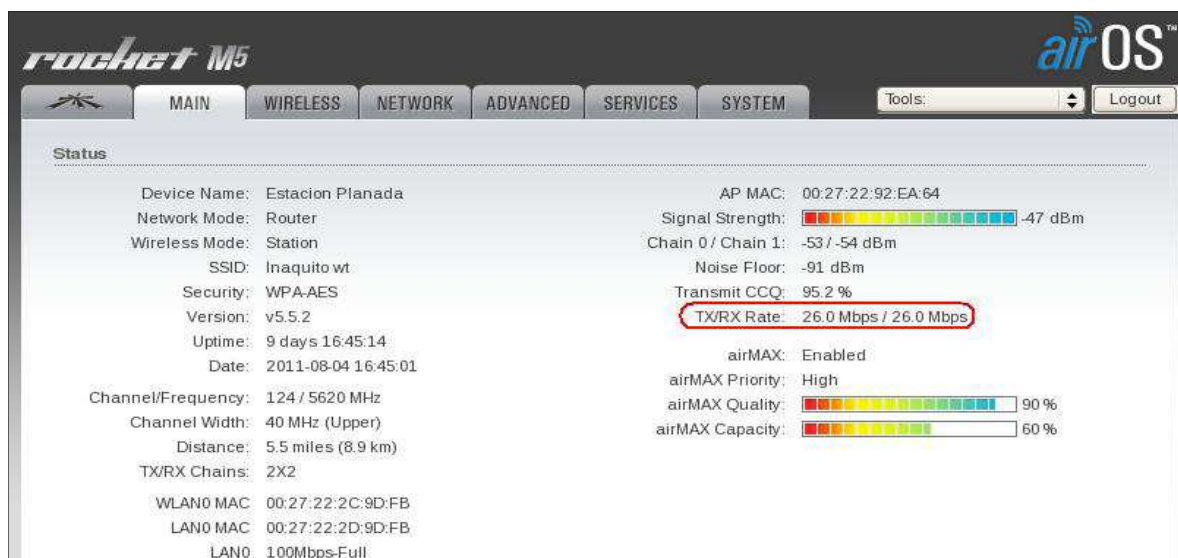 rocket M5
airOS™
MAIN WIRELESS NETWORK ADVANCED SERVICES SYSTEM Tools: Logout
Status
Device Name: Estacion Planada
Network Mode: Router
Wireless Mode: Station
SSID: Inaquito wt
Security: WPA-AES
Version: v5.5.2
Uptime: 9 days 16:45:14
Date: 2011-08-04 16:45:01
Channel/Frequency: 124 / 5620 MHz
Channel Width: 40 MHz (Upper)
Distance: 5.5 miles (8.9 km)
TX/RX Chains: 2X2
WLAN0 MAC 00:27:22:2C:9D:FB
LAN0 MAC 00:27:22:2D:9D:FB
LAN0 100Mbps-Full
AP MAC: 00:27:22:92:EA:64
Signal Strength: -47 dBm
Chain 0 / Chain 1: -53 / -54 dBm
Noise Floor: -91 dBm
Transmit CCQ: 95.2 %
TX/RX Rate: 26.0 Mbps / 26.0 Mbps
airMAX: Enabled
airMAX Priority: High
airMAX Quality: 90 %
airMAX Capacity: 60 %